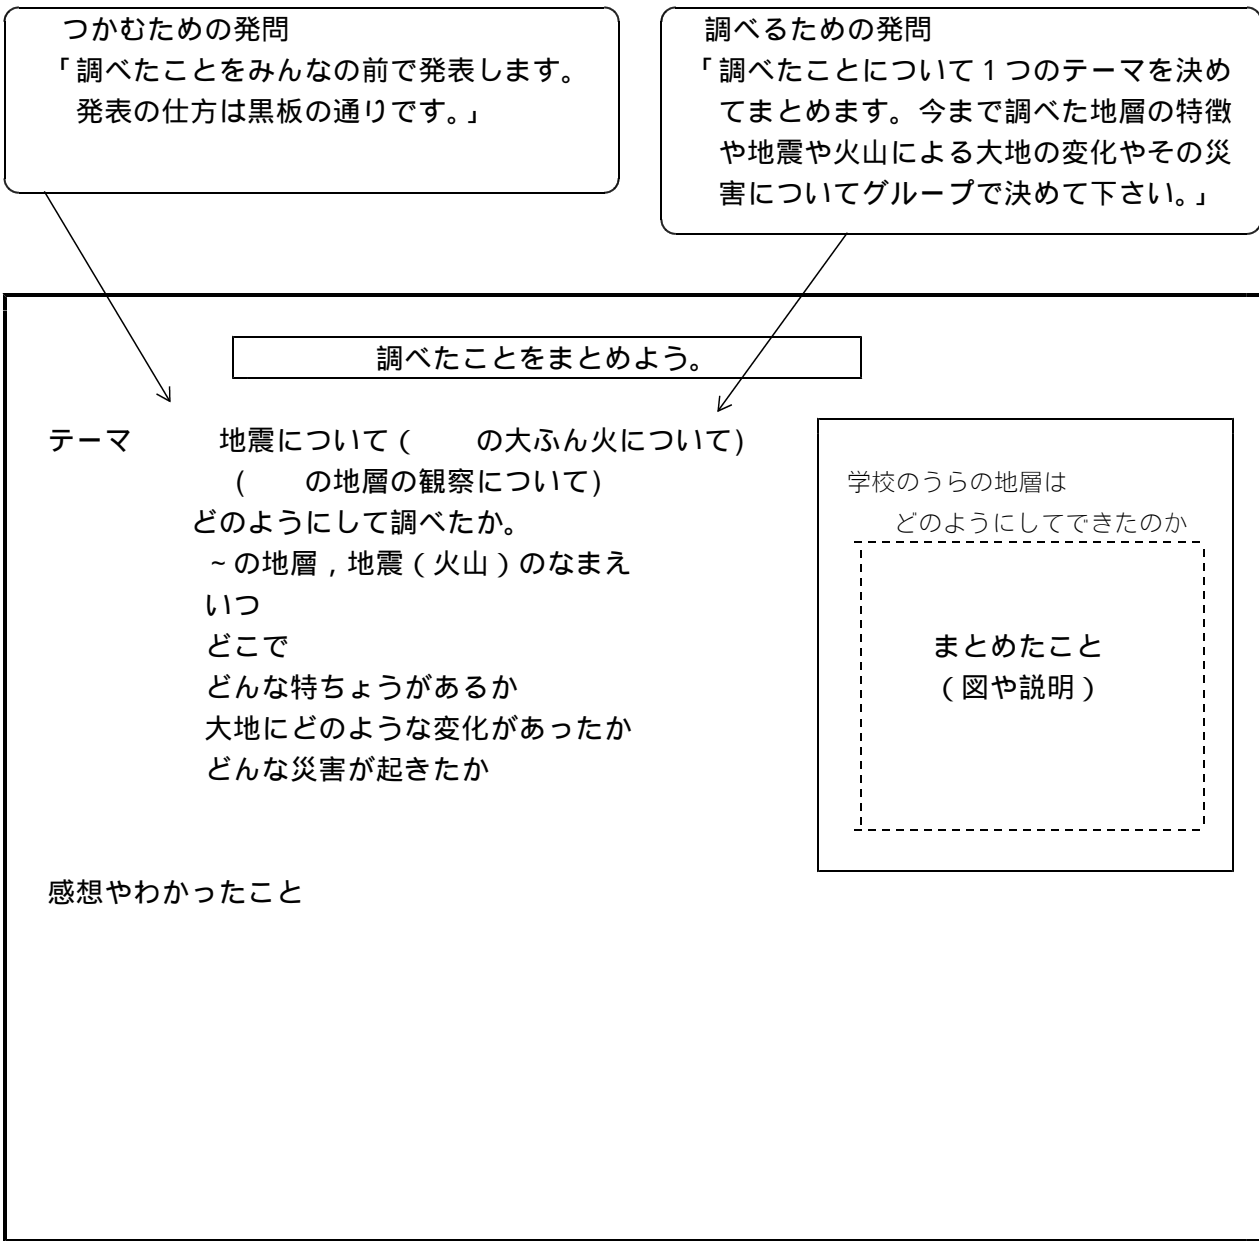 つかむための発問
「調べたことをみんなの前で発表します。
発表の仕方は黒板の通りです。」
調べるための発問
「調べたことについて１つのテーマを決め
てまとめます。今まで調べた地層の特徴
や地震や火山による大地の変化やその災
害についてグループで決めて下さい。」
調べたことをまとめよう。
テーマ　　地震について（　　の大ふん火について)
(　　の地層の観察について)
どのようにして調べたか。
~の地層，地震（火山）のなまえ
いつ
どこで
どんな特ちょうがあるか
大地にどのような変化があったか
どんな災害が起きたか
感想やわかったこと
学校のうらの地層は
どのようにしてできたのか
まとめたこと
（図や説明）